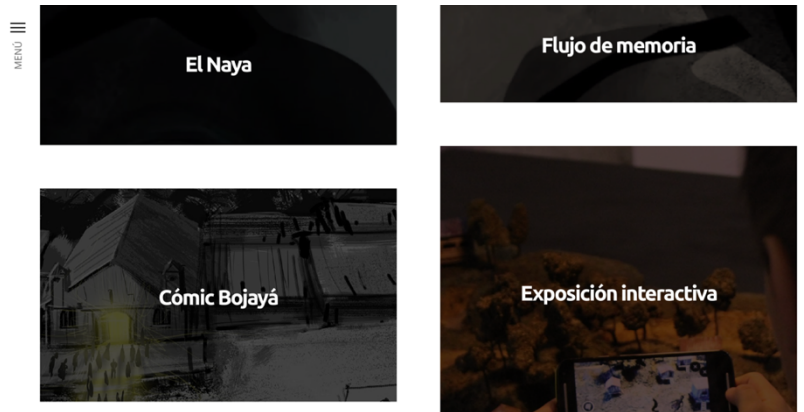 MENÚ
El Naya
Flujo de memoria
Cómic Bojayá
Exposición interactiva